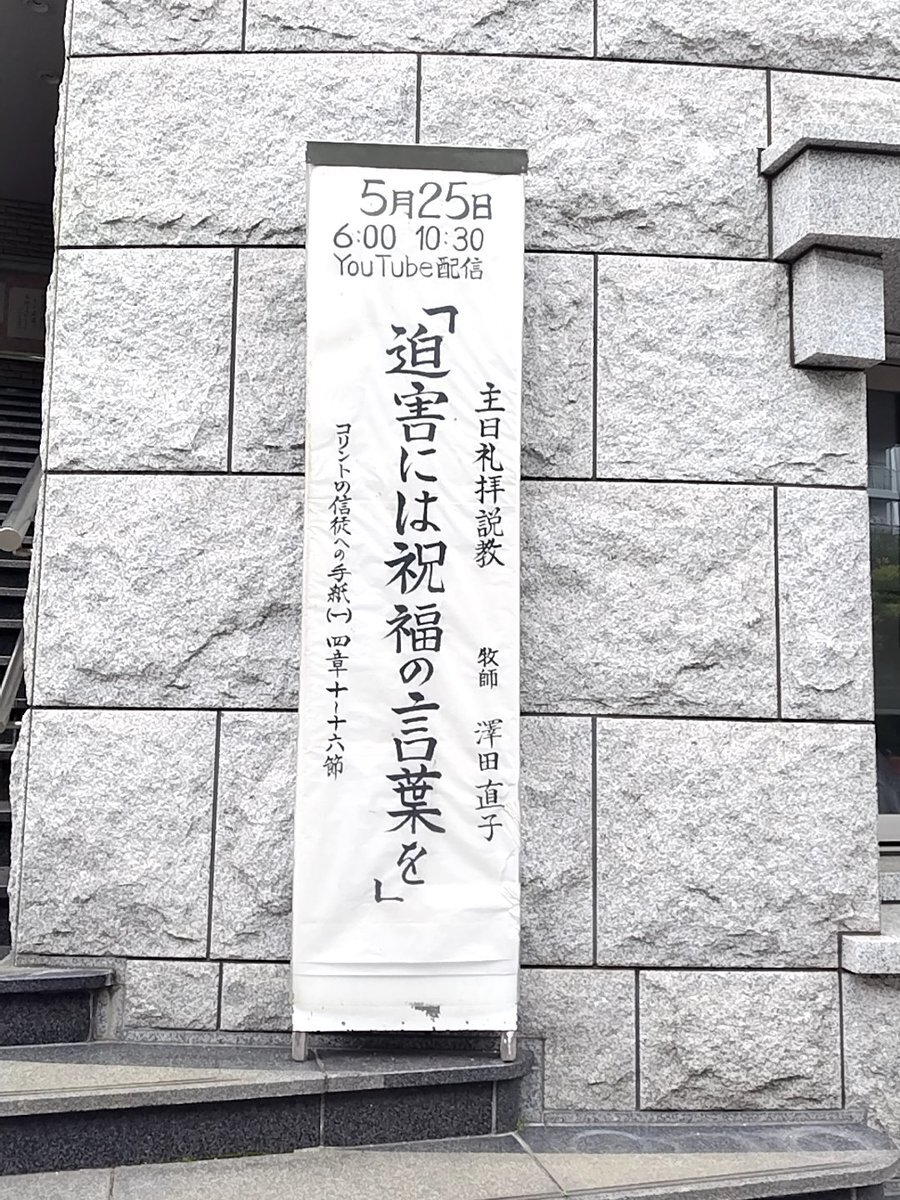 5月25日
6:00 10:30
YouTube配信
主日礼拝説教 牧師 澤田直子
「迫害には祝福の言葉を」
コリントの信徒への手紙(一) 四章十~十六節